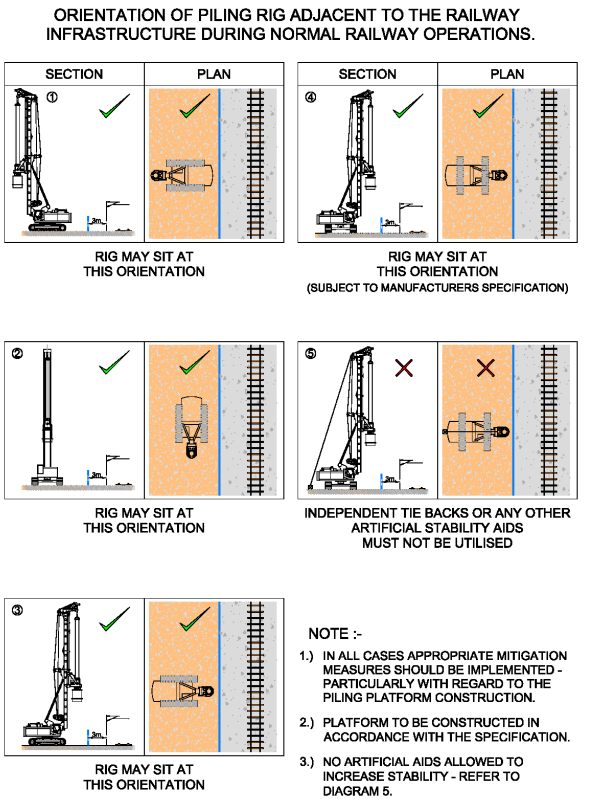 ORIENTATION OF PILING RIG ADJACENT TO THE RAILWAY
INFRASTRUCTURE DURING NORMAL RAILWAY OPERATIONS.
SECTION
PLAN
1
3m
RIG MAY SIT AT
THIS ORIENTATION
SECTION
PLAN
4
3m
RIG MAY SIT AT
THIS ORIENTATION
(SUBJECT TO MANUFACTURERS SPECIFICATION)
2
3m
RIG MAY SIT AT
THIS ORIENTATION
5
3m
INDEPENDENT TIE BACKS OR ANY OTHER
ARTIFICIAL STABILITY AIDS
MUST NOT BE UTILISED
3
3m
RIG MAY SIT AT
THIS ORIENTATION
NOTE :-
1.) IN ALL CASES APPROPRIATE MITIGATION
MEASURES SHOULD BE IMPLEMENTED -
PARTICULARLY WITH REGARD TO THE
PILING PLATFORM CONSTRUCTION.
2.) PLATFORM TO BE CONSTRUCTED IN
ACCORDANCE WITH THE SPECIFICATION.
3.) NO ARTIFICIAL AIDS ALLOWED TO
INCREASE STABILITY - REFER TO
DIAGRAM 5.